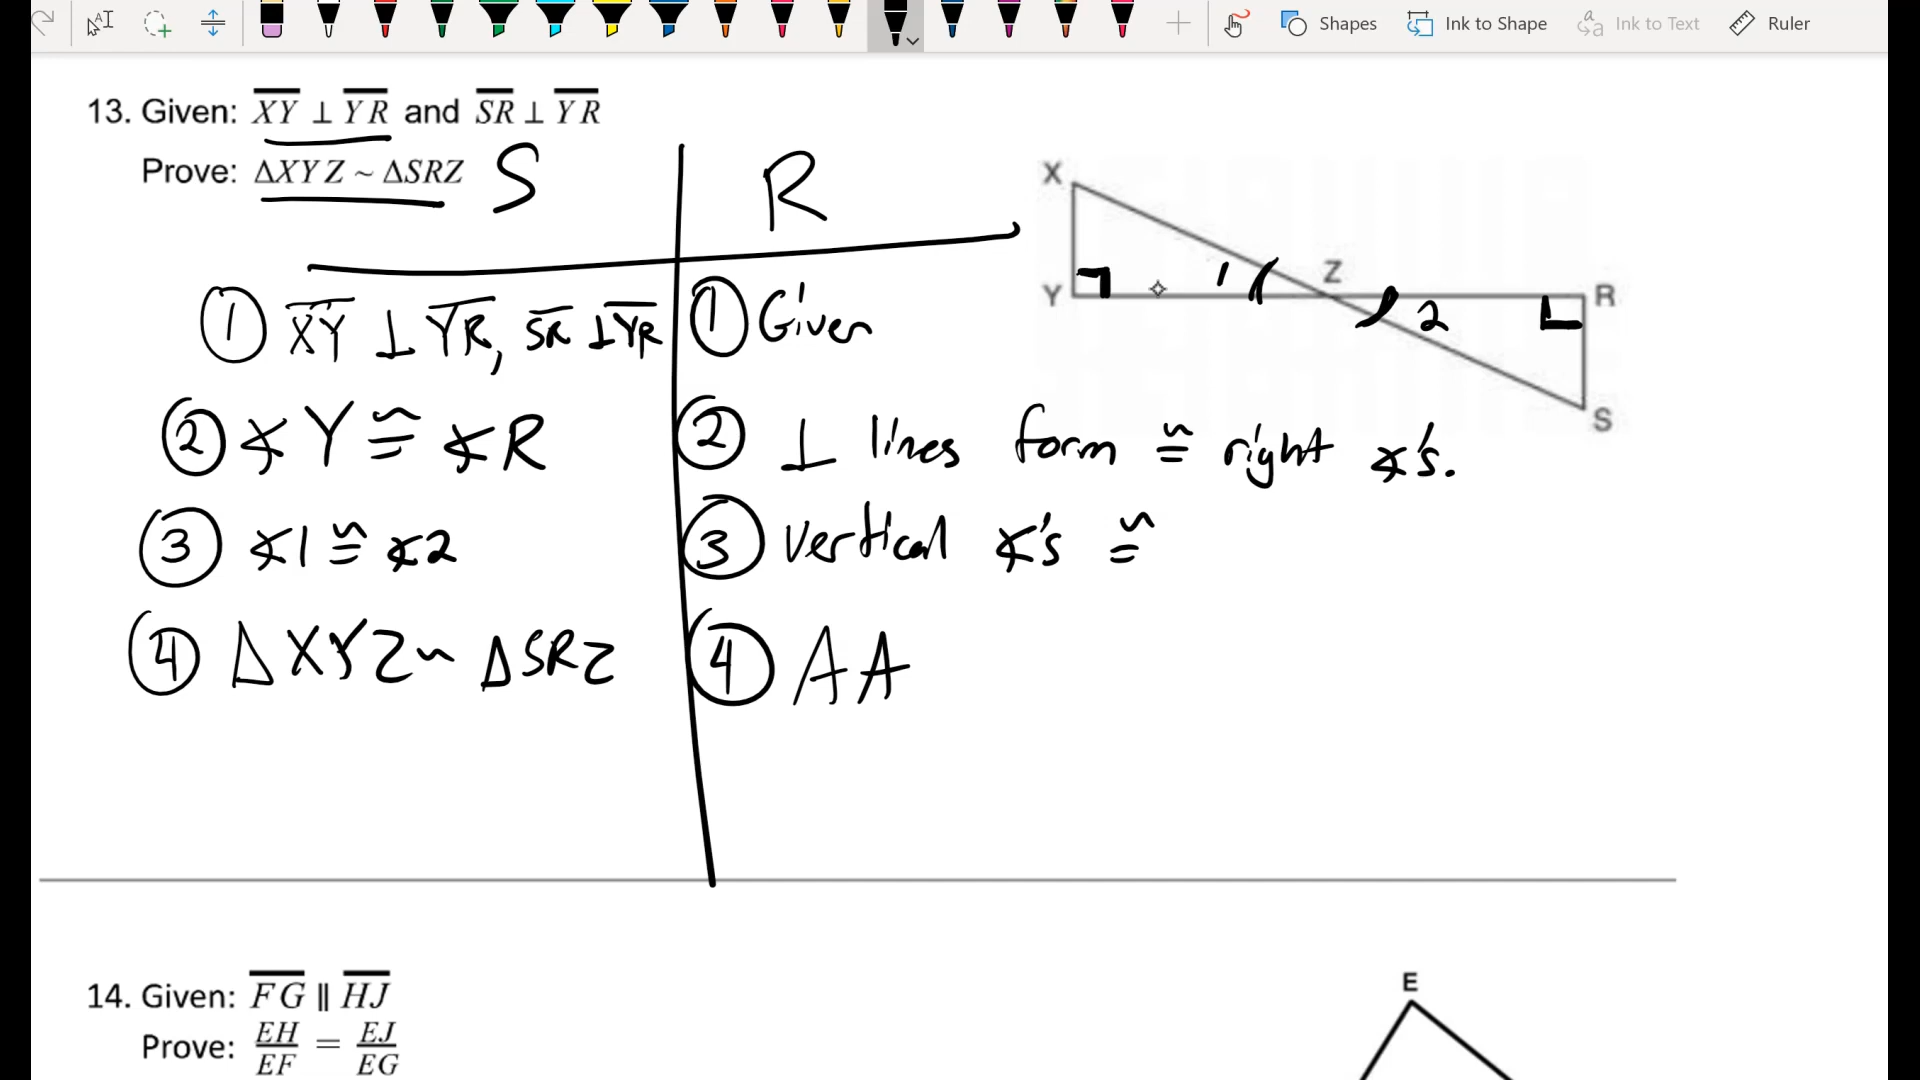 Shapes Ink to Shape Ink to Text Ruler
13. Given: XY ⊥ YR and SR ⊥ YR
Prove: ΔXYZ ~ ΔSRZ
S R
① XY ⊥ YR, SR ⊥ YR ① Given
② ∡Y ≅ ∡R ② ⊥ lines form ≅ right ∡'s.
③ ∡1 ≅ ∡2 ③ vertical ∡'s ≅
④ ΔXYZ ~ ΔSRZ ④ AA
X
Z
Y 1 2 R
S
14. Given: FG ∥ HJ
Prove: EH/EF = EJ/EG
E